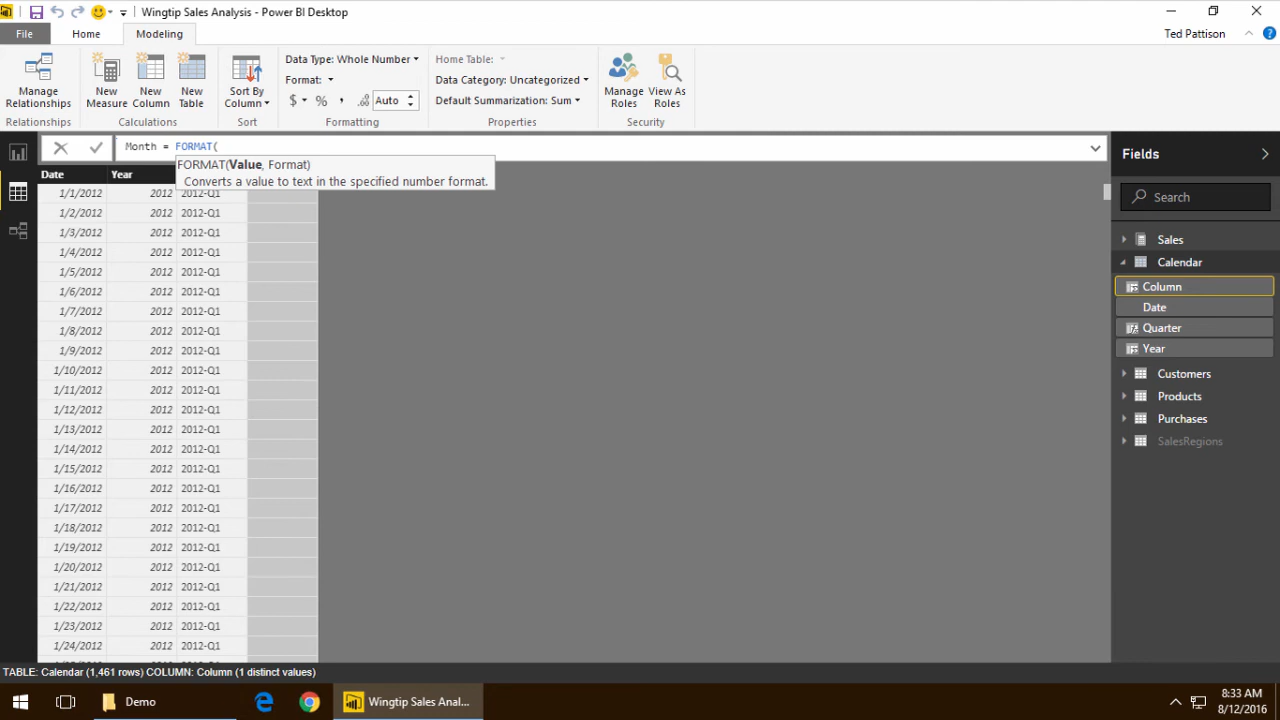 Wingtip Sales Analysis - Power BI Desktop
Ted Pattison
File Home Modeling
Manage Relationships
New Measure
New Column
New Table
Sort By Column
Data Type: Whole Number
Format:
$ % , .00 Auto
Home Table:
Data Category: Uncategorized
Default Summarization: Sum
Manage Roles
View As Roles
Relationships Calculations Sort Formatting Properties Security
Month = FORMAT(
FORMAT(Value, Format)
Converts a value to text in the specified number format.
Date Year
1/1/2012 2012 2012-Q1
1/2/2012 2012 2012-Q1
1/3/2012 2012 2012-Q1
1/4/2012 2012 2012-Q1
1/5/2012 2012 2012-Q1
1/6/2012 2012 2012-Q1
1/7/2012 2012 2012-Q1
1/8/2012 2012 2012-Q1
1/9/2012 2012 2012-Q1
1/10/2012 2012 2012-Q1
1/11/2012 2012 2012-Q1
1/12/2012 2012 2012-Q1
1/13/2012 2012 2012-Q1
1/14/2012 2012 2012-Q1
1/15/2012 2012 2012-Q1
1/16/2012 2012 2012-Q1
1/17/2012 2012 2012-Q1
1/18/2012 2012 2012-Q1
1/19/2012 2012 2012-Q1
1/20/2012 2012 2012-Q1
1/21/2012 2012 2012-Q1
1/22/2012 2012 2012-Q1
1/23/2012 2012 2012-Q1
1/24/2012 2012 2012-Q1
Fields
Search
Sales
Calendar
Column
Date
Quarter
Year
Customers
Products
Purchases
SalesRegions
TABLE: Calendar (1,461 rows) COLUMN: Column (1 distinct values)
Demo
Wingtip Sales Anal...
8:33 AM
8/12/2016